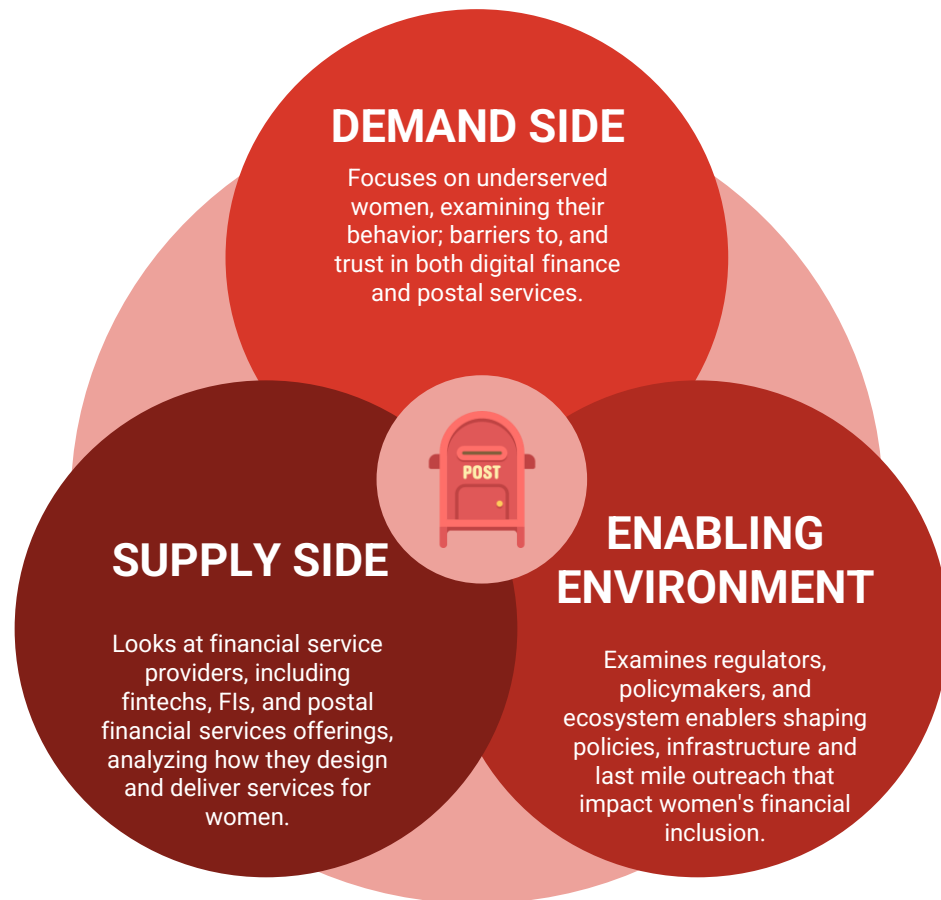 DEMAND SIDE
Focuses on underserved
women, examining their
behavior; barriers to, and
trust in both digital finance
and postal services.
POST
SUPPLY SIDE
Looks at financial service
providers, including
fintechs, FIs, and postal
financial services offerings,
analyzing how they design
and deliver services for
women.
ENABLING
ENVIRONMENT
Examines regulators,
policymakers, and
ecosystem enablers shaping
policies, infrastructure and
last mile outreach that
impact women's financial
inclusion.